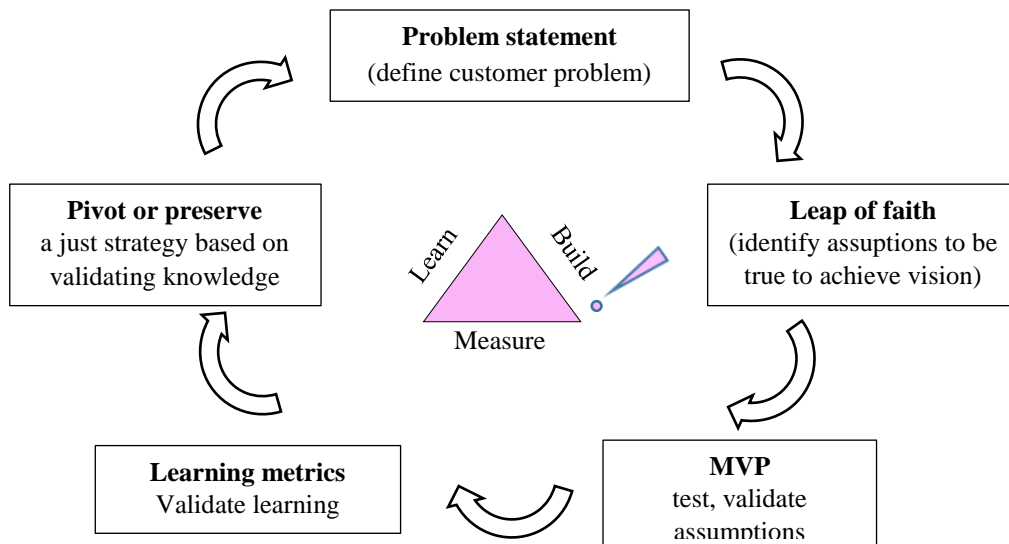 Problem statement
(define customer problem)
Pivot or preserve
a just strategy based on
validating knowledge
Learn
Build
Measure
Leap of faith
(identify assuptions to be
true to achieve vision)
Learning metrics
Validate learning
MVP
test, validate
assumptions